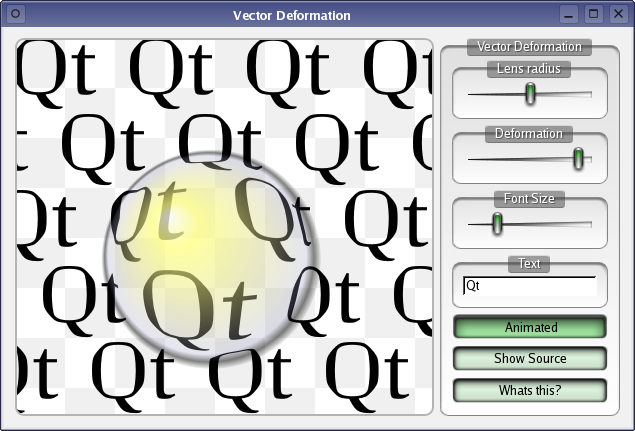 Vector Deformation
Qt Qt Qt Qt
t Qt Qt Qt Q
Qt Qt Qt Qt
Qt Qt Qt Qt
Qt Qt Qt Qt Qt
Vector Deformation
Lens radius
Deformation
Font Size
Text
Qt
Animated
Show Source
Whats this?